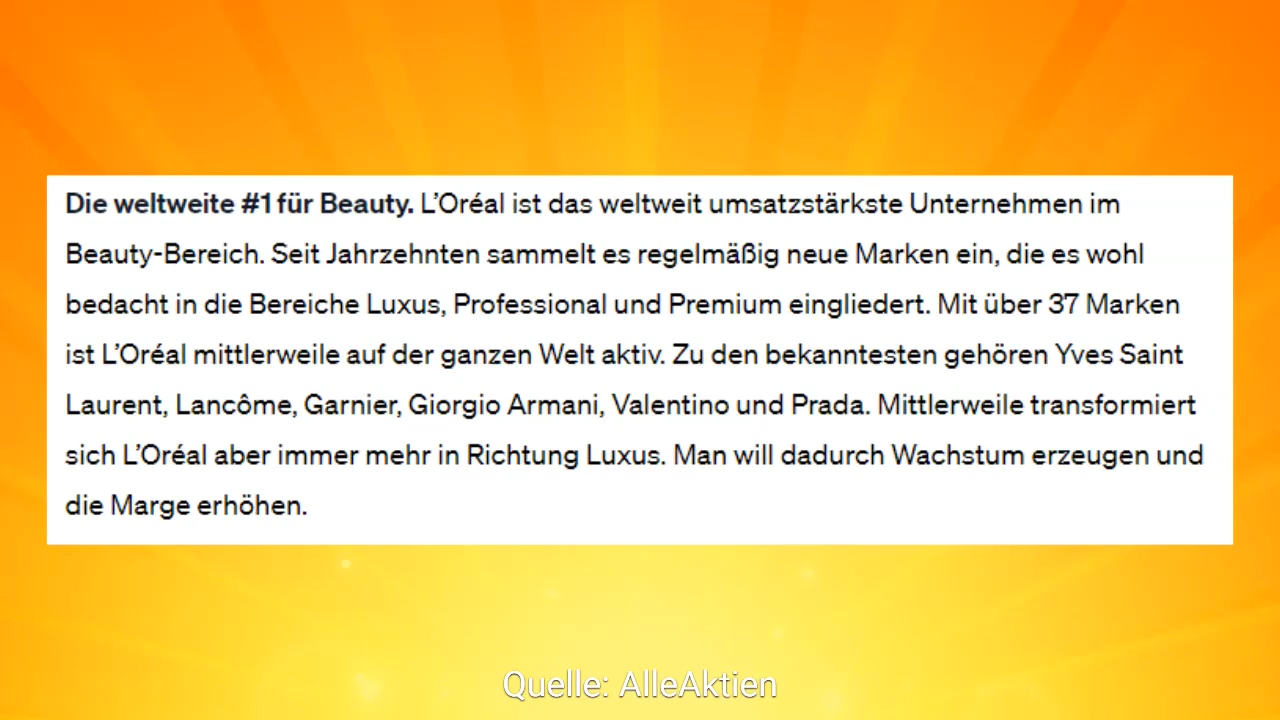 Die weltweite #1 für Beauty. L’Oréal ist das weltweit umsatzstärkste Unternehmen im
Beauty-Bereich. Seit Jahrzehnten sammelt es regelmäßig neue Marken ein, die es wohl
bedacht in die Bereiche Luxus, Professional und Premium eingliedert. Mit über 37 Marken
ist L’Oréal mittlerweile auf der ganzen Welt aktiv. Zu den bekanntesten gehören Yves Saint
Laurent, Lancôme, Garnier, Giorgio Armani, Valentino und Prada. Mittlerweile transformiert
sich L’Oréal aber immer mehr in Richtung Luxus. Man will dadurch Wachstum erzeugen und
die Marge erhöhen.
Quelle: AlleAktien